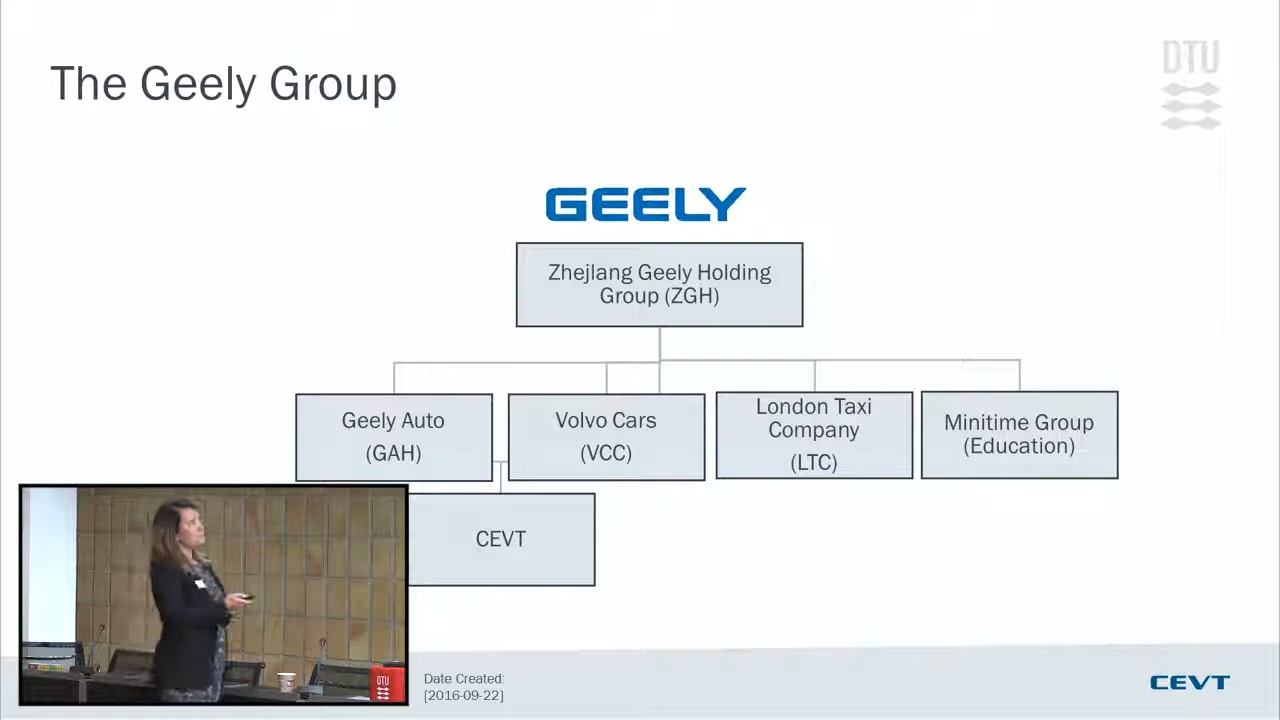 The Geely Group
DTU
GEELY
Zhejlang Geely Holding
Group (ZGH)
Geely Auto
(GAH)
Volvo Cars
(VCC)
London Taxi
Company
(LTC)
Minitime Group
(Education)
CEVT
DTU
Date Created:
[2016-09-22]
CEVT